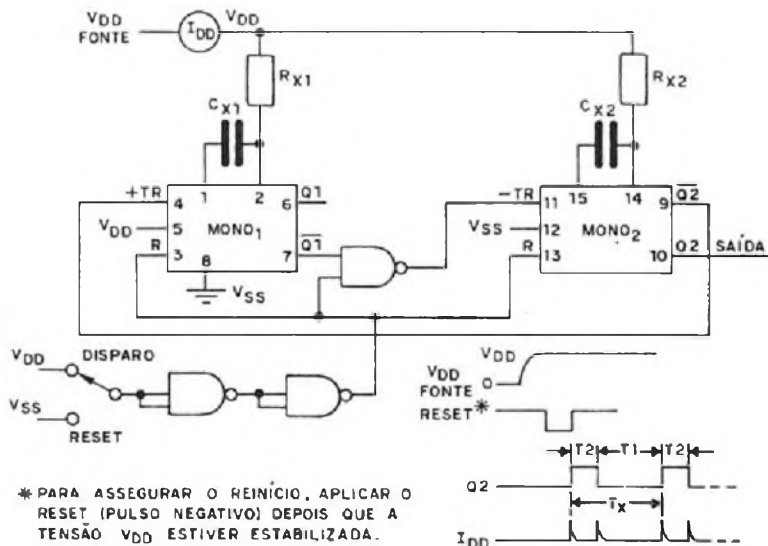 VDD FONTE
IDD
VDD
RX1
RX2
CX1
CX2
+TR
4
1
2
6
Q1
VDD
5
MONO1
R
3
8
7
Q1
VSS
-TR
11
15
14
9
Q2
VSS
12
MONO2
R
13
10
Q2
SAÍDA
VDD
DISPARO
VSS
RESET
VDD
VDD FONTE
0
RESET*
T2
T1
T2
Q2
TX
IDD
* PARA ASSEGURAR O REINÍCIO, APLICAR O
RESET (PULSO NEGATIVO) DEPOIS QUE A
TENSÃO VDD ESTIVER ESTABILIZADA.